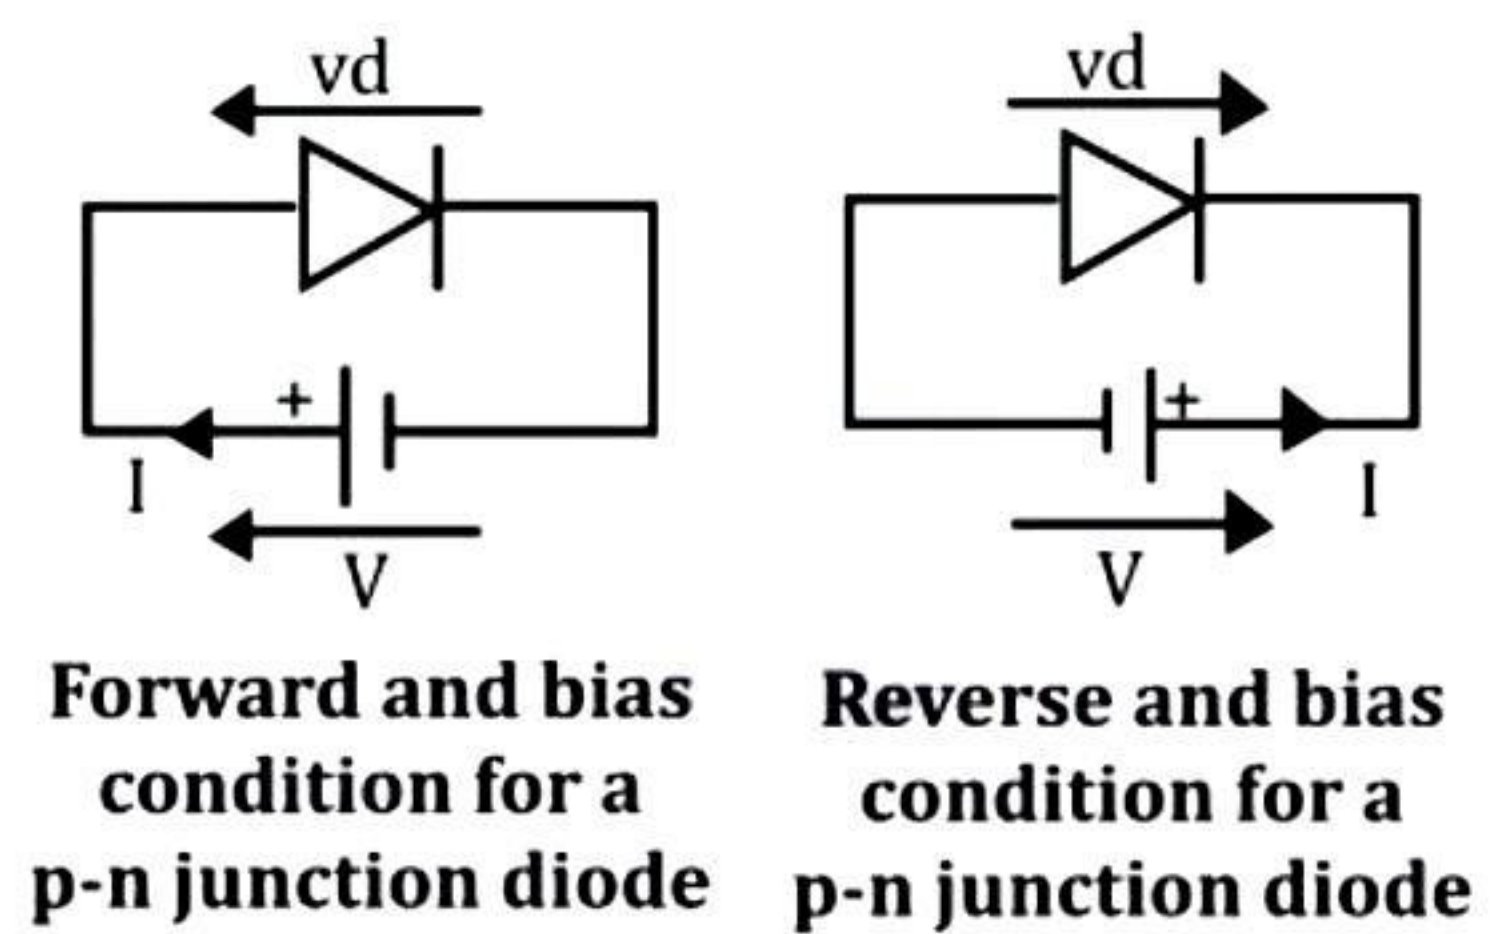 vd
+
I
V
Forward and bias
condition for a
p-n junction diode
vd
+
I
V
Reverse and bias
condition for a
p-n junction diode